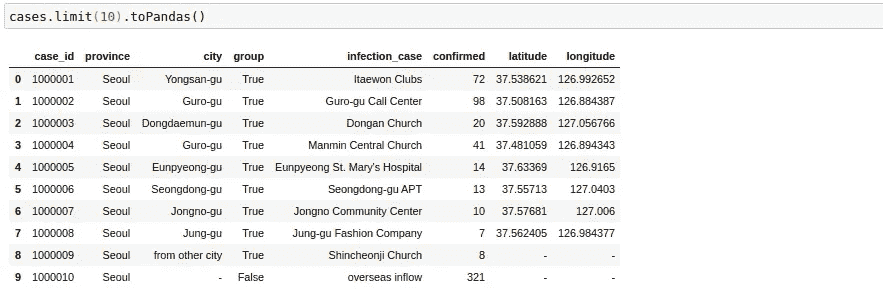 cases.limit(10).toPandas()
case_id province city group infection_case confirmed latitude longitude
0 1000001 Seoul Yongsan-gu True Itaewon Clubs 72 37.538621 126.992652
1 1000002 Seoul Guro-gu True Guro-gu Call Center 98 37.508163 126.884387
2 1000003 Seoul Dongdaemun-gu True Dongan Church 20 37.592888 127.056766
3 1000004 Seoul Guro-gu True Manmin Central Church 41 37.481059 126.894343
4 1000005 Seoul Eunpyeong-gu True Eunpyeong St. Mary's Hospital 14 37.63369 126.9165
5 1000006 Seoul Seongdong-gu True Seongdong-gu APT 13 37.55713 127.0403
6 1000007 Seoul Jongno-gu True Jongno Community Center 10 37.57681 127.006
7 1000008 Seoul Jung-gu True Jung-gu Fashion Company 7 37.562405 126.984377
8 1000009 Seoul from other city True Shincheonji Church 8 - -
9 1000010 Seoul - False overseas inflow 321 - -